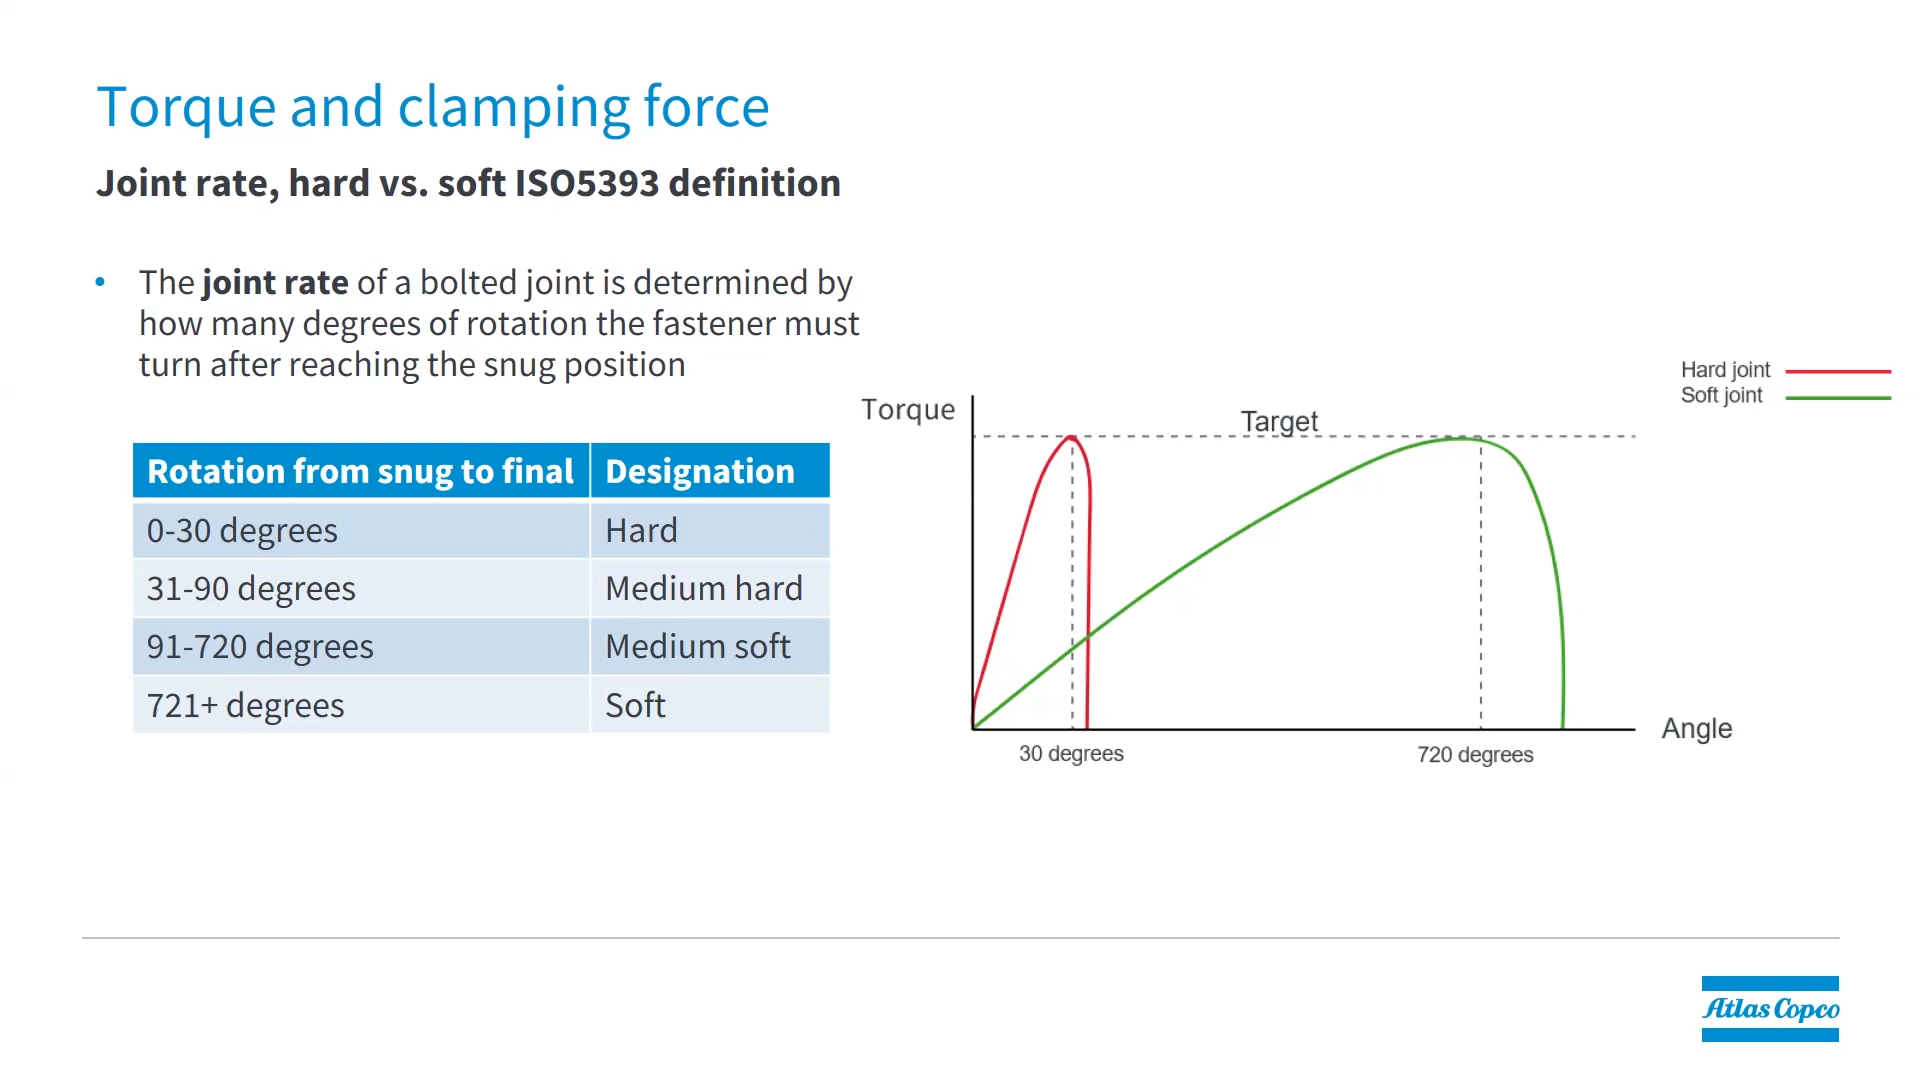 Torque and clamping force
Joint rate, hard vs. soft ISO5393 definition
• The joint rate of a bolted joint is determined by
how many degrees of rotation the fastener must
turn after reaching the snug position
Rotation from snug to final Designation
0-30 degrees Hard
31-90 degrees Medium hard
91-720 degrees Medium soft
721+ degrees Soft
Hard joint
Soft joint
Torque
Target
Angle
30 degrees
720 degrees
Atlas Copco